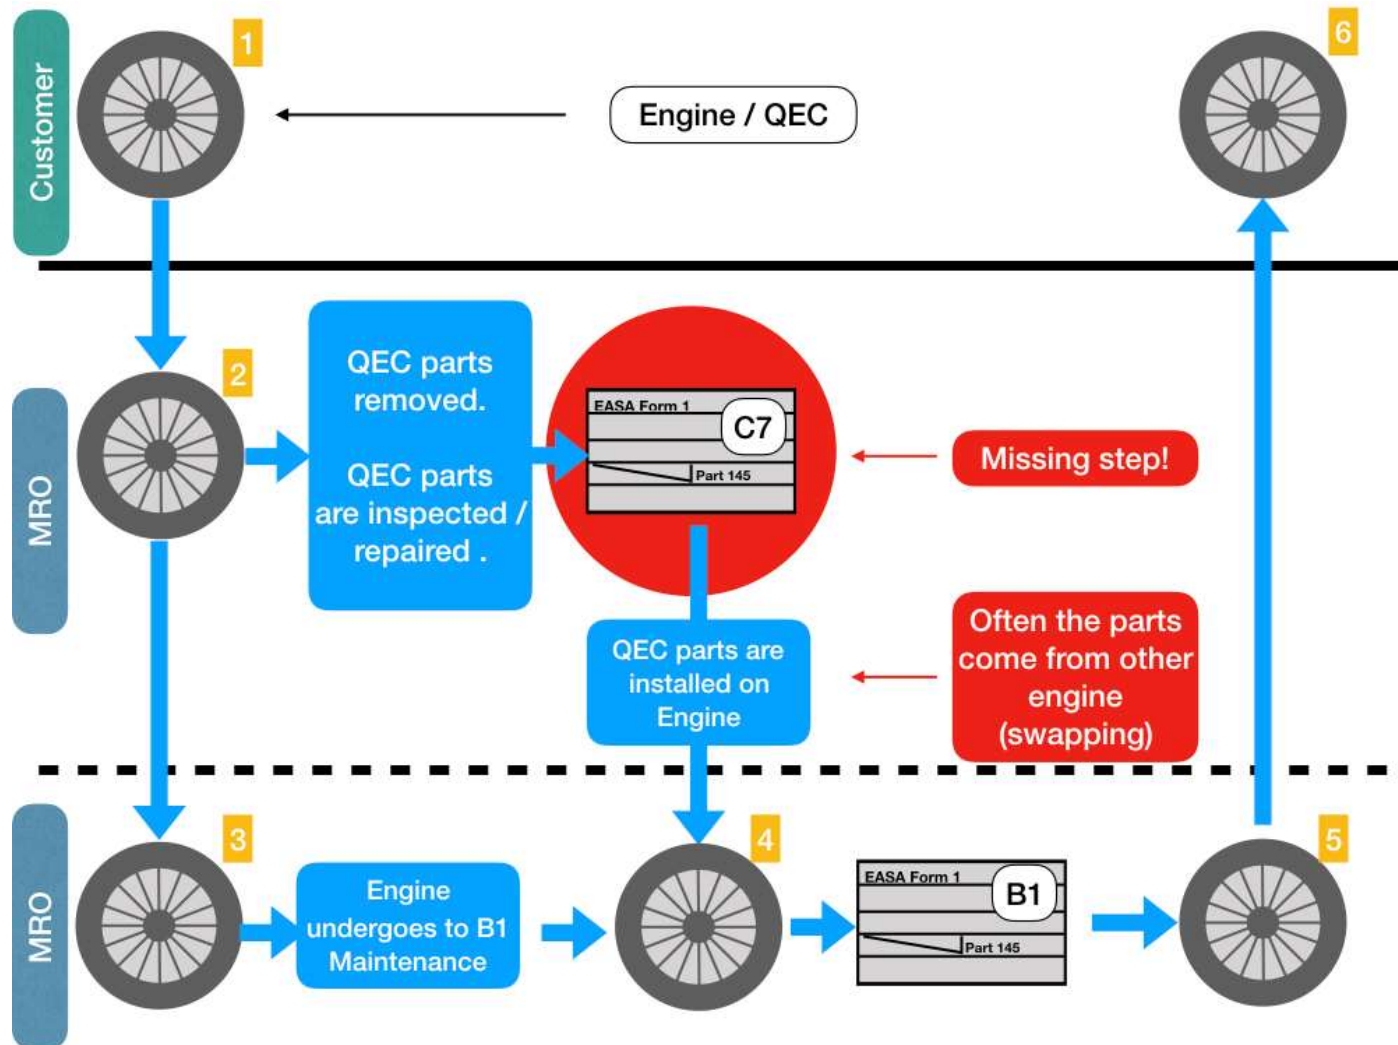 Customer
1
Engine / QEC
6
MRO
2
QEC parts
removed.
QEC parts
are inspected /
repaired .
EASA Form 1
C7
Part 145
Missing step!
QEC parts are
installed on
Engine
Often the parts
come from other
engine
(swapping)
MRO
3
Engine
undergoes to B1
Maintenance
4
EASA Form 1
B1
Part 145
5